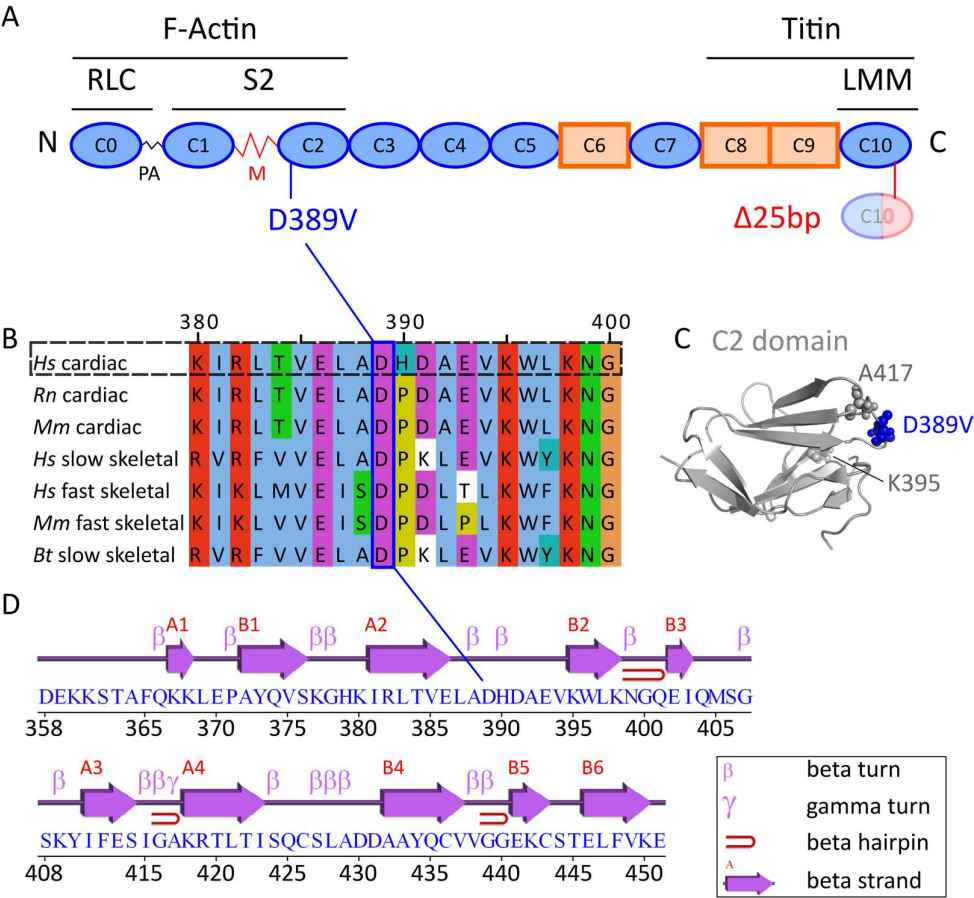 A
F-Actin Titin
RLC S2 LMM
N C0 C1 C2 C3 C4 C5 C6 C7 C8 C9 C10 C
PA M
D389V Δ25bp C10
B 380 390 400
Hs cardiac K I R L T V E L A D H D A E V K W L K N G
Rn cardiac K I R L T V E L A D P D A E V K W L K N G
Mm cardiac K I R L T V E L A D P D A E V K W L K N G
Hs slow skeletal R V R F V V E L A D P K L E V K W Y K N G
Hs fast skeletal K I K L M V E I S D P D L T L K W F K N G
Mm fast skeletal K I K L V V E I S D P D L P L K W F K N G
Bt slow skeletal R V R F V V E L A D P K L E V K W Y K N G
C C2 domain
A417
D389V
K395
D
β A1 β B1 ββ A2 β β B2 β B3 β
DEKKSTAFQKKLEPAYQVSKGHKIRLTVELADHDAEVKWLKNGQEIQMSG
358 365 370 375 380 385 390 395 400 405
β A3 ββγ A4 β βββ B4 ββ B5 B6
SKYIFESIGAKRTLTISQCSLADDAAYQCVVGGEKCSTELFVKE
408 415 420 425 430 435 440 445 450
β beta turn
γ gamma turn
beta hairpin
A beta strand